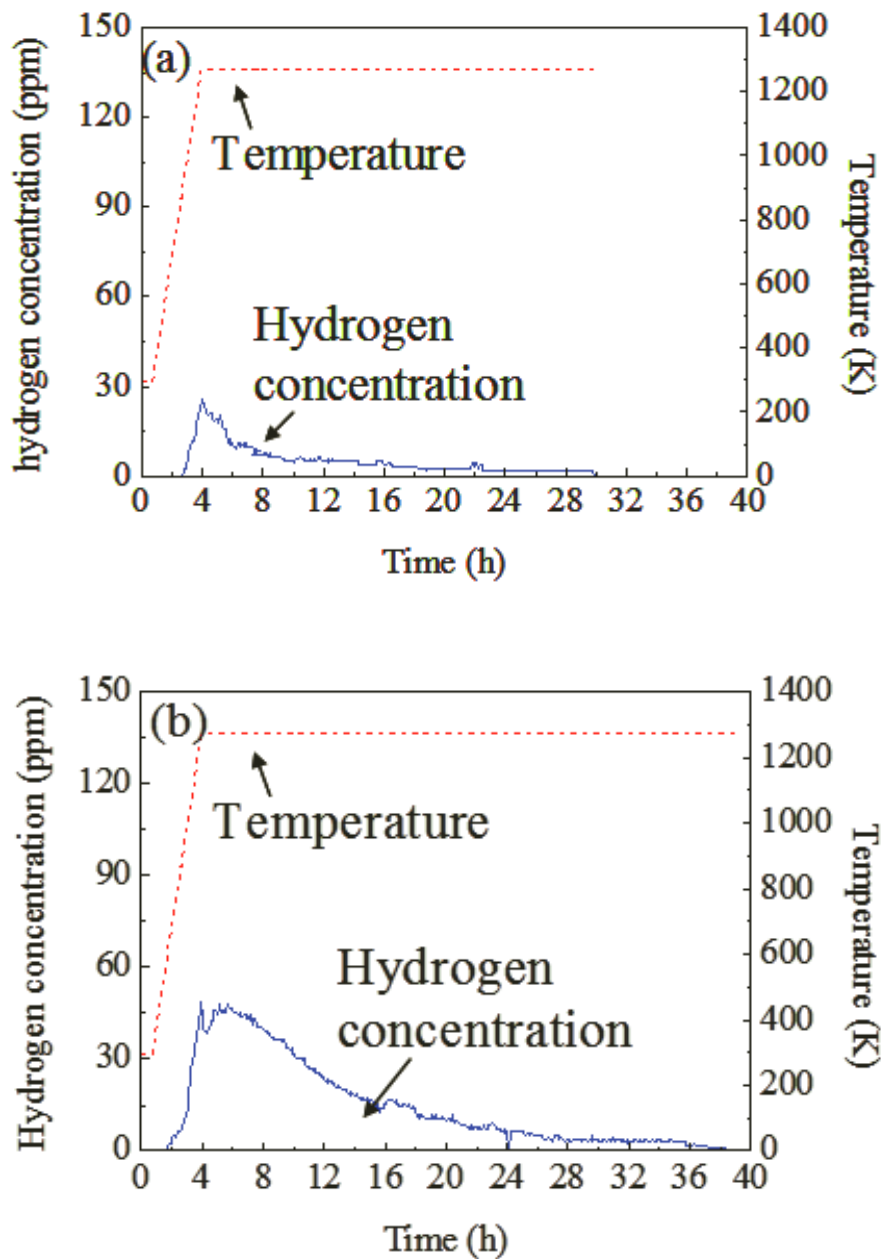 (a)
hydrogen concentration (ppm)
150
120
90
60
30
0
1400
1200
1000
800
600
400
200
0
Temperature (K)
Temperature
Hydrogen
concentration
0 4 8 12 16 20 24 28 32 36 40
Time (h)
(b)
Hydrogen concentration (ppm)
150
120
90
60
30
0
1400
1200
1000
800
600
400
200
0
Temperature (K)
Temperature
Hydrogen
concentration
0 4 8 12 16 20 24 28 32 36 40
Time (h)